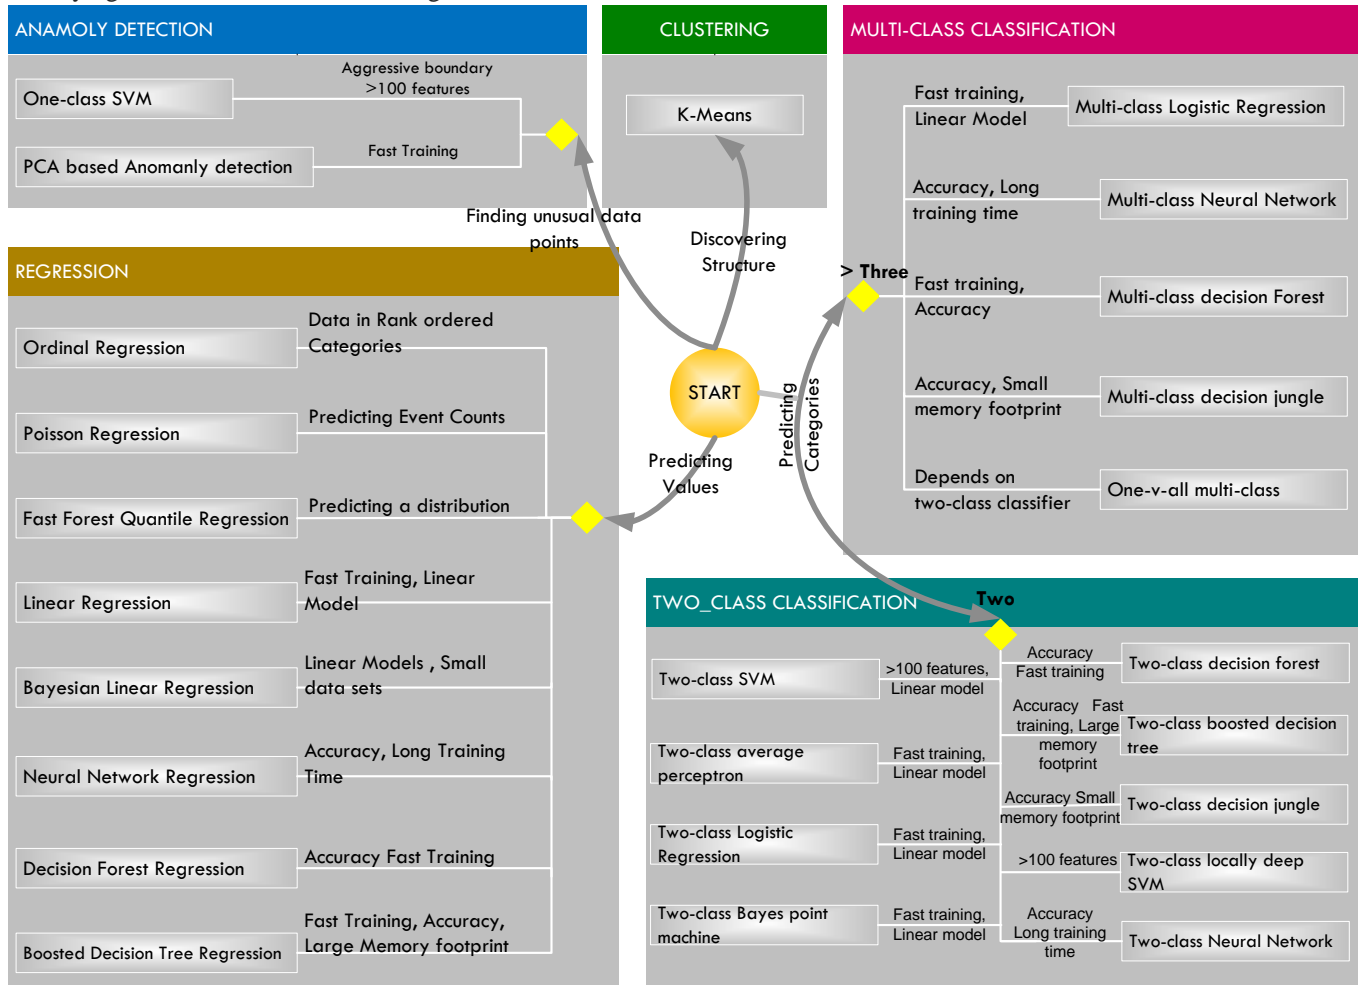 ANAMOLY DETECTION
One-class SVM
Aggressive boundary
>100 features
PCA based Anomanly detection
Fast Training
CLUSTERING
K-Means
MULTI-CLASS CLASSIFICATION
Fast training,
Linear Model
Multi-class Logistic Regression
Accuracy, Long
training time
Multi-class Neural Network
> Three
Fast training,
Accuracy
Multi-class decision Forest
Accuracy, Small
memory footprint
Multi-class decision jungle
Depends on
two-class classifier
One-v-all multi-class
Finding unusual data
points
Discovering
Structure
START
Predicting
Categories
Predicting
Values
REGRESSION
Ordinal Regression
Data in Rank ordered
Categories
Poisson Regression
Predicting Event Counts
Fast Forest Quantile Regression
Predicting a distribution
Linear Regression
Fast Training, Linear
Model
Bayesian Linear Regression
Linear Models , Small
data sets
Neural Network Regression
Accuracy, Long Training
Time
Decision Forest Regression
Accuracy Fast Training
Boosted Decision Tree Regression
Fast Training, Accuracy,
Large Memory footprint
TWO_CLASS CLASSIFICATION
Two
Two-class SVM
>100 features,
Linear model
Two-class average
perceptron
Fast training,
Linear model
Two-class Logistic
Regression
Fast training,
Linear model
Two-class Bayes point
machine
Fast training,
Linear model
Accuracy
Fast training
Two-class decision forest
Accuracy Fast
training, Large
memory
footprint
Two-class boosted decision
tree
Accuracy Small
memory footprint
Two-class decision jungle
>100 features
Two-class locally deep
SVM
Accuracy
Long training
time
Two-class Neural Network